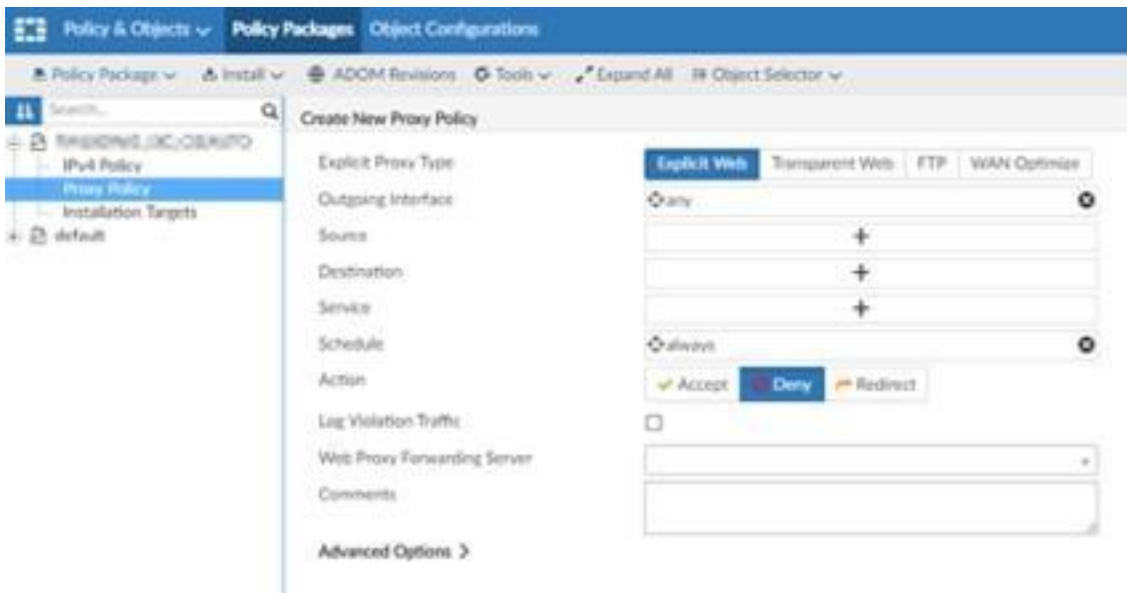 Policy & Objects Policy Packages Object Configurations
Policy Package Install ADOM Revisions Tools Expand All Object Selector
Search... Create New Proxy Policy
IPv4 Policy
Proxy Policy
Installation Targets
default
Explicit Proxy Type Explicit Web Transparent Web FTP WAN Optimize
Outgoing Interface any
Source
Destination
Service
Schedule always
Action Accept Deny Redirect
Log Violation Traffic
Web Proxy Forwarding Server
Comments
Advanced Options